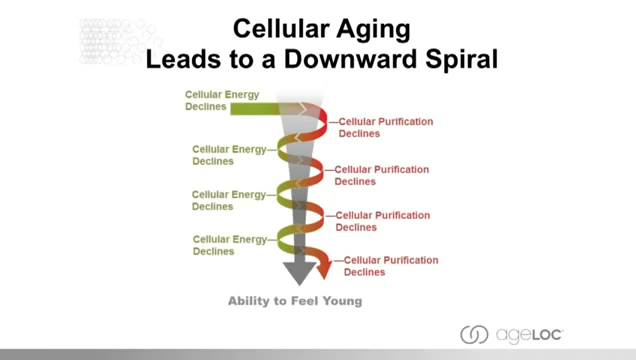 Cellular Aging
Leads to a Downward Spiral
Cellular Energy
Declines
Cellular Purification
Declines
Cellular Energy
Declines
Cellular Purification
Declines
Cellular Energy
Declines
Cellular Purification
Declines
Cellular Energy
Declines
Cellular Purification
Declines
Ability to Feel Young
ageLOC